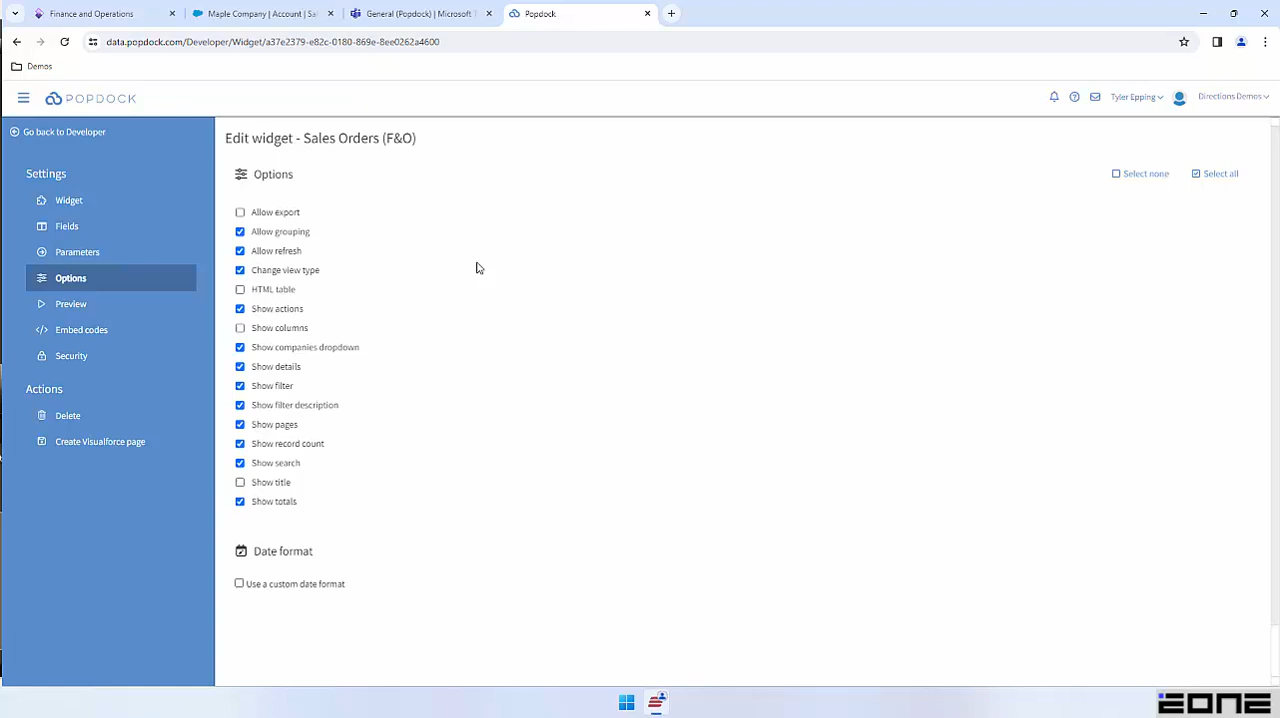 Finance and Operations
Maple Company | Account | Sal
General (Popdock) | Microsoft T
Popdock
data.popdock.com/Developer/Widget/a37e2379-e82c-0180-869e-8ee0262a4600
Demos
POPDOCK
Tyler Epping
Directions Demos
Go back to Developer
Edit widget - Sales Orders (F&O)
Settings
Widget
Fields
Parameters
Options
Preview
Embed codes
Security
Actions
Delete
Create Visualforce page
Options
Select none
Select all
Allow export
Allow grouping
Allow refresh
Change view type
HTML table
Show actions
Show columns
Show companies dropdown
Show details
Show filter
Show filter description
Show pages
Show record count
Show search
Show title
Show totals
Date format
Use a custom date format
eone